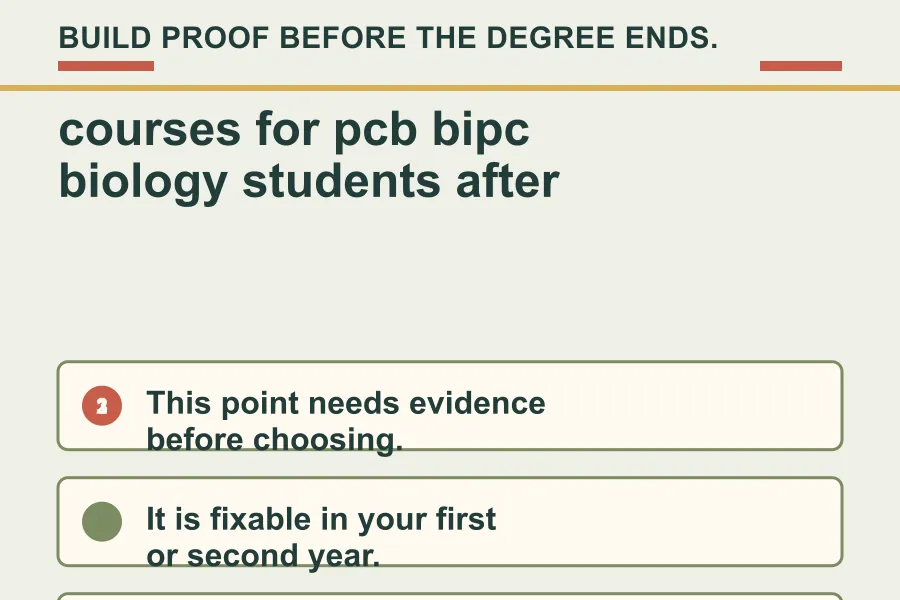 BUILD PROOF BEFORE THE DEGREE ENDS.
courses for pcb bipc
biology students after
This point needs evidence
before choosing.
It is fixable in your first
or second year.